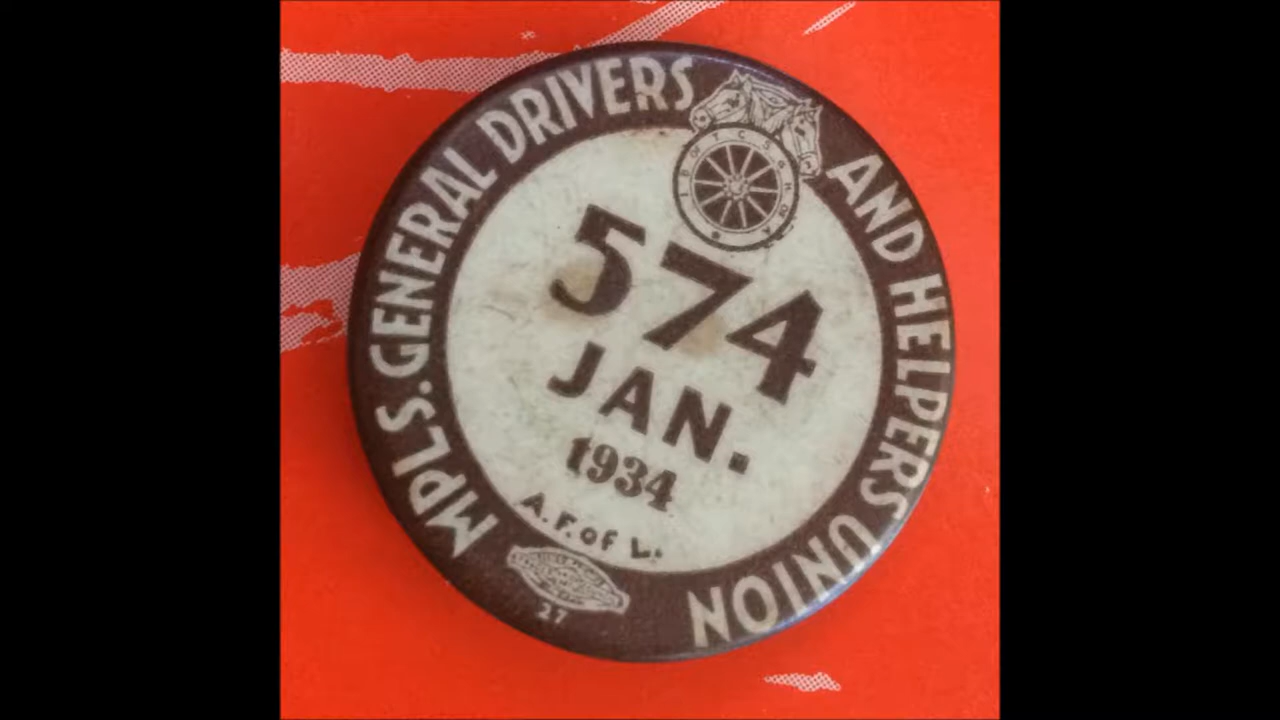 MPLS. GENERAL DRIVERS AND HELPERS UNION
574
JAN.
1934
A. F. of L.
27